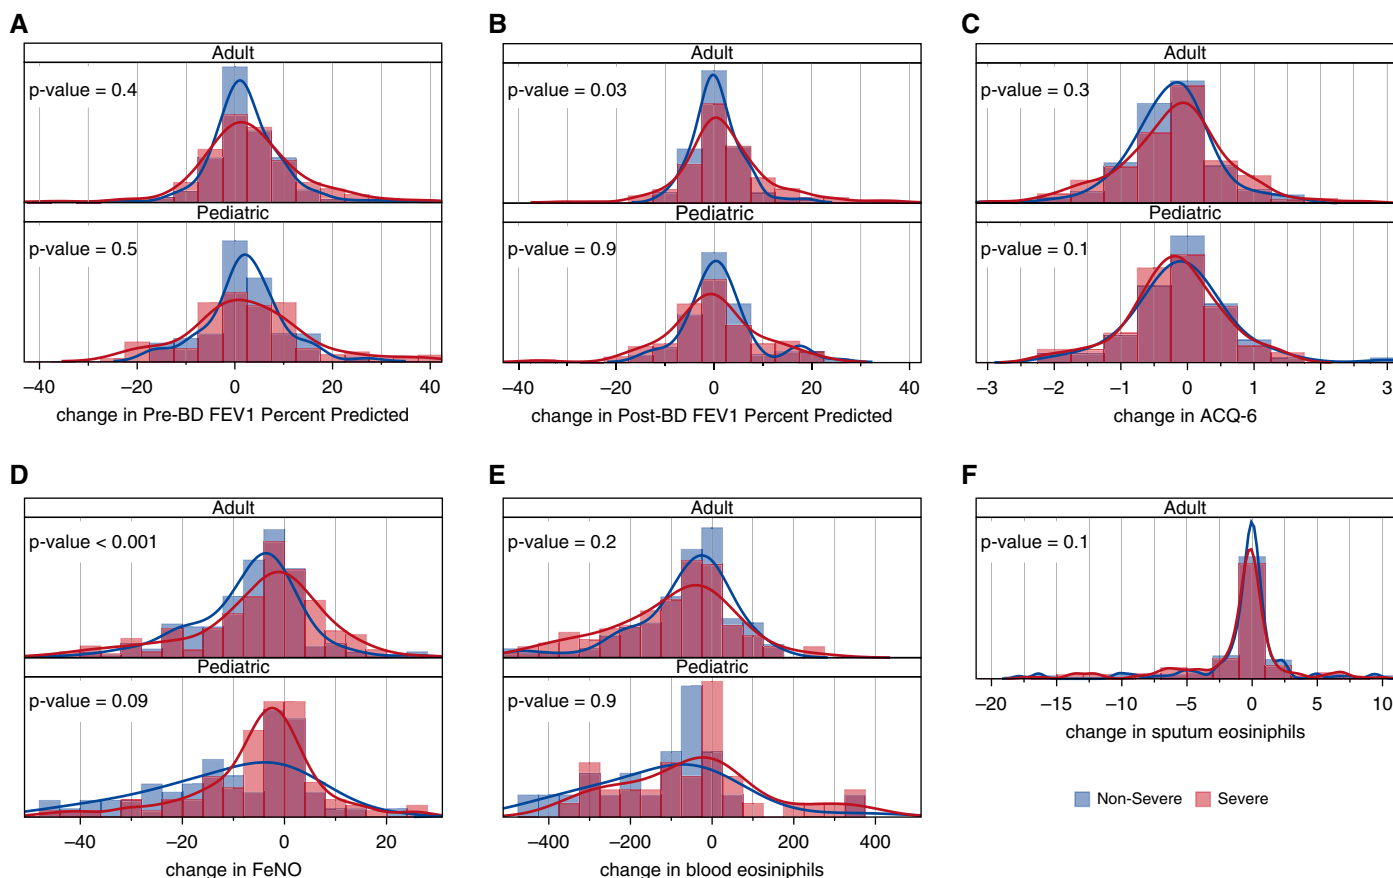 A
Adult
p-value = 0.4
Pediatric
p-value = 0.5
−40 −20 0 20 40
change in Pre-BD FEV1 Percent Predicted
B
Adult
p-value = 0.03
Pediatric
p-value = 0.9
−40 −20 0 20 40
change in Post-BD FEV1 Percent Predicted
C
Adult
p-value = 0.3
Pediatric
p-value = 0.1
−3 −2 −1 0 1 2 3
change in ACQ-6
D
Adult
p-value < 0.001
Pediatric
p-value = 0.09
−40 −20 0 20
change in FeNO
E
Adult
p-value = 0.2
Pediatric
p-value = 0.9
−400 −200 0 200 400
change in blood eosiniphils
F
Adult
p-value = 0.1
−20 −15 −10 −5 0 5 10
change in sputum eosiniphils
Non-Severe Severe